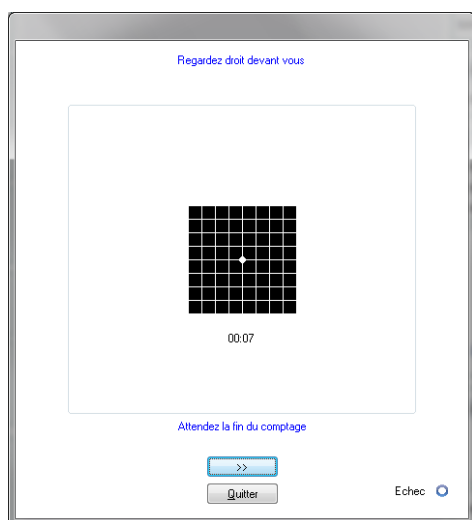 Regardez droit devant vous
00:07
Attendez la fin du comptage
>>
Quitter
Echec